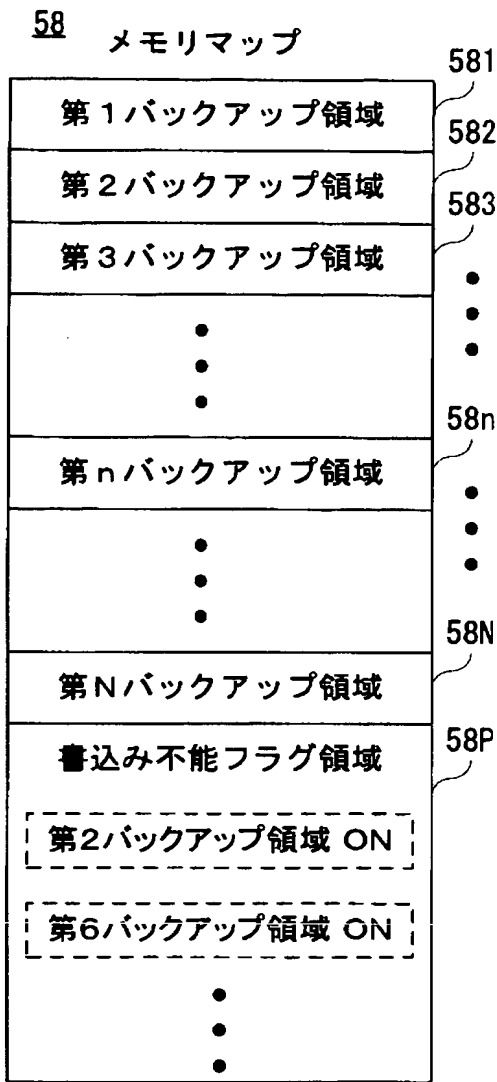 58
メモリマップ
第1バックアップ領域
581
第2バックアップ領域
582
第3バックアップ領域
583
第nバックアップ領域
58n
第Nバックアップ領域
58N
書込み不能フラグ領域
58P
第2バックアップ領域 ON
第6バックアップ領域 ON